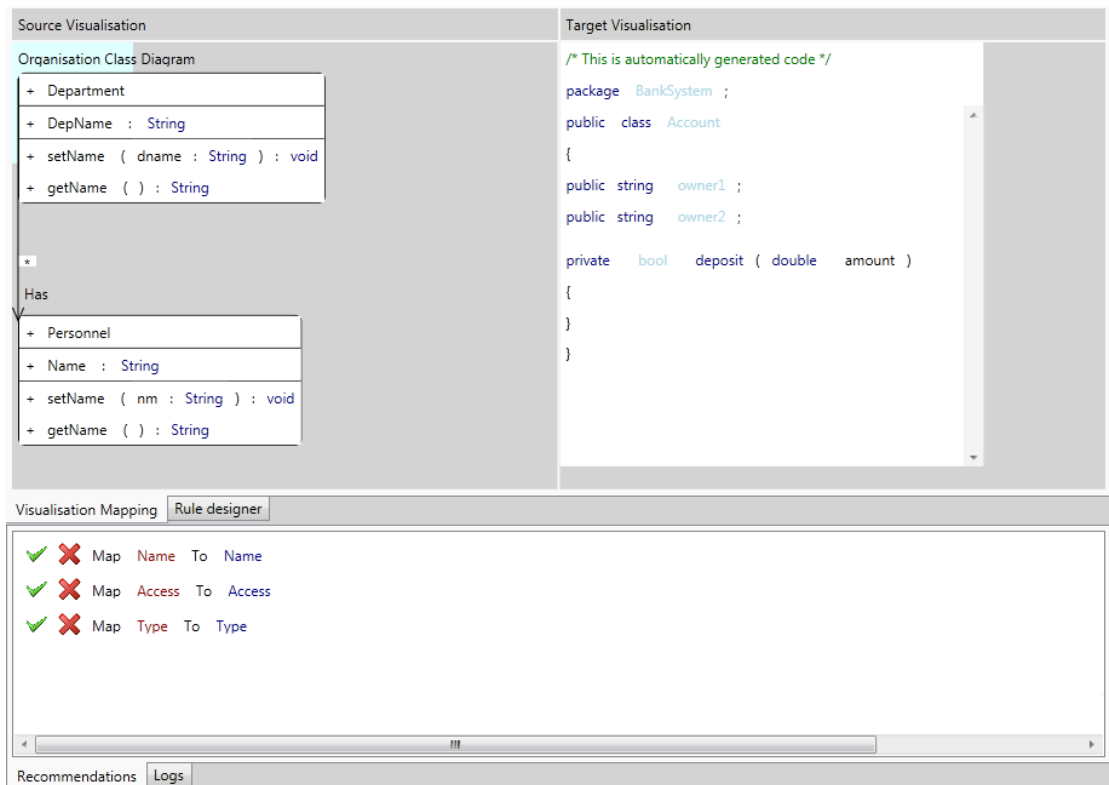 Source Visualisation
Organisation Class Diagram
+ Department
+ DepName : String
+ setName ( dname : String ) : void
+ getName ( ) : String
*
Has
+ Personnel
+ Name : String
+ setName ( nm : String ) : void
+ getName ( ) : String
Target Visualisation
/* This is automatically generated code */
package BankSystem ;
public class Account
{
public string owner1 ;
public string owner2 ;
private bool deposit ( double amount )
{
}
}
Visualisation Mapping Rule designer
Map Name To Name
Map Access To Access
Map Type To Type
Recommendations Logs